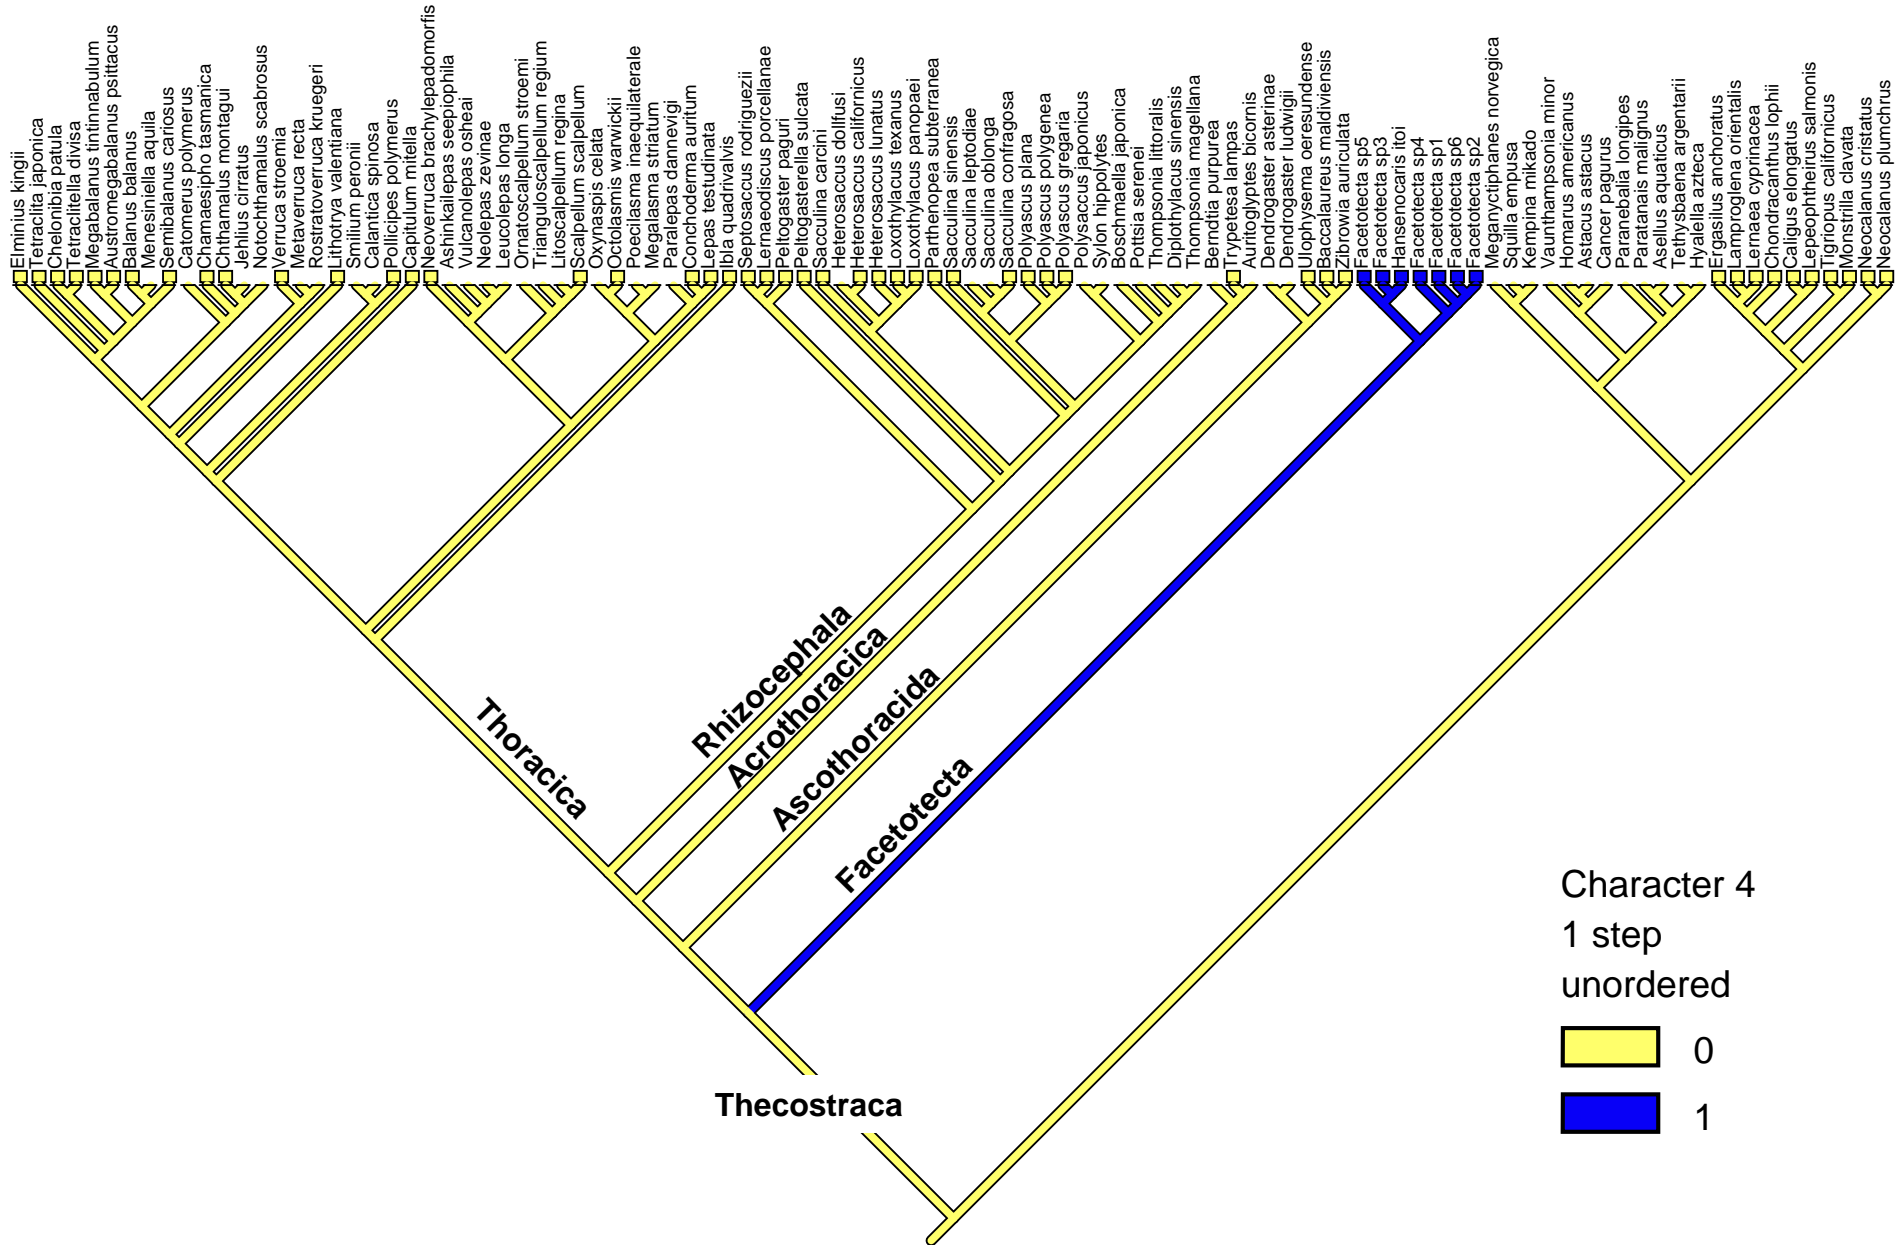 Elminius kingii
Tetraclita japonica
Chelonibia patula
Tetraclitella divisa
Megabalanus tintinnabulum
Austromegabalanus psittacus
Balanus balanus
Menesiniella aquila
Semibalanus cariosus
Catomerus polymerus
Chamaesipho tasmanica
Chthamalus montagui
Jehlius cirratus
Notochthamalus scabrosus
Verruca stroemia
Metaverruca recta
Rostratoverruca kruegeri
Lithotrya valentiana
Smilium peronii
Calantica spinosa
Pollicipes polymerus
Capitulum mitella
Neoverruca brachylepadomorfis
Ashinkailepas seepiophila
Vulcanolepas osheai
Neolepas zevinae
Leucolepas longa
Ornatoscalpellum stroemi
Trianguloscalpellum regium
Litoscalpellum regina
Scalpellum scalpellum
Oxynaspis celata
Octolasmis warwickii
Poecilasma inaequilaterale
Megalasma striatum
Paralepas dannevigi
Conchoderma auritum
Lepas testudinata
Ibla quadrivalvis
Septosaccus rodriguezii
Lernaeodiscus porcellanae
Peltogaster paguri
Peltogasterella sulcata
Sacculina carcini
Heterosaccus dollfusi
Heterosaccus californicus
Heterosaccus lunatus
Loxothylacus texanus
Loxothylacus panopaei
Parthenopea subterranea
Sacculina sinensis
Sacculina leptodiae
Sacculina oblonga
Sacculina confragosa
Polyascus plana
Polyascus polygenea
Polyascus gregaria
Polysaccus japonicus
Sylon hippolytes
Boschmaella japonica
Pottsia serenei
Thompsonia littoralis
Diplothylacus sinensis
Thompsonia magellana
Berndtia purpurea
Trypetesa lampas
Auritoglyptes bicornis
Dendrogaster asterinae
Dendrogaster ludwigii
Ulophysema oeresundense
Baccalaureus maldiviensis
Zibrowia auriculata
Facetotecta sp5
Facetotecta sp3
Hansenocaris itoi
Facetotecta sp4
Facetotecta sp1
Facetotecta sp6
Facetotecta sp2
Meganyctiphanes norvegica
Squilla empusa
Kempina mikado
Vaunthampsonia minor
Homarus americanus
Astacus astacus
Cancer pagurus
Paranebalia longipes
Paratanais malignus
Asellus aquaticus
Tethysbaena argentarii
Hyalella azteca
Ergasilus anchoratus
Lamproglena orientalis
Lernaea cyprinacea
Chondracanthus lophii
Caligus elongatus
Lepeophtheirus salmonis
Tigriopus californicus
Monstrilla clavata
Neocalanus cristatus
Neocalanus plumchrus
Thoracica
Rhizocephala
Acrothoracica
Ascothoracida
Facetotecta
Thecostraca
Character 4
1 step
unordered
0
1